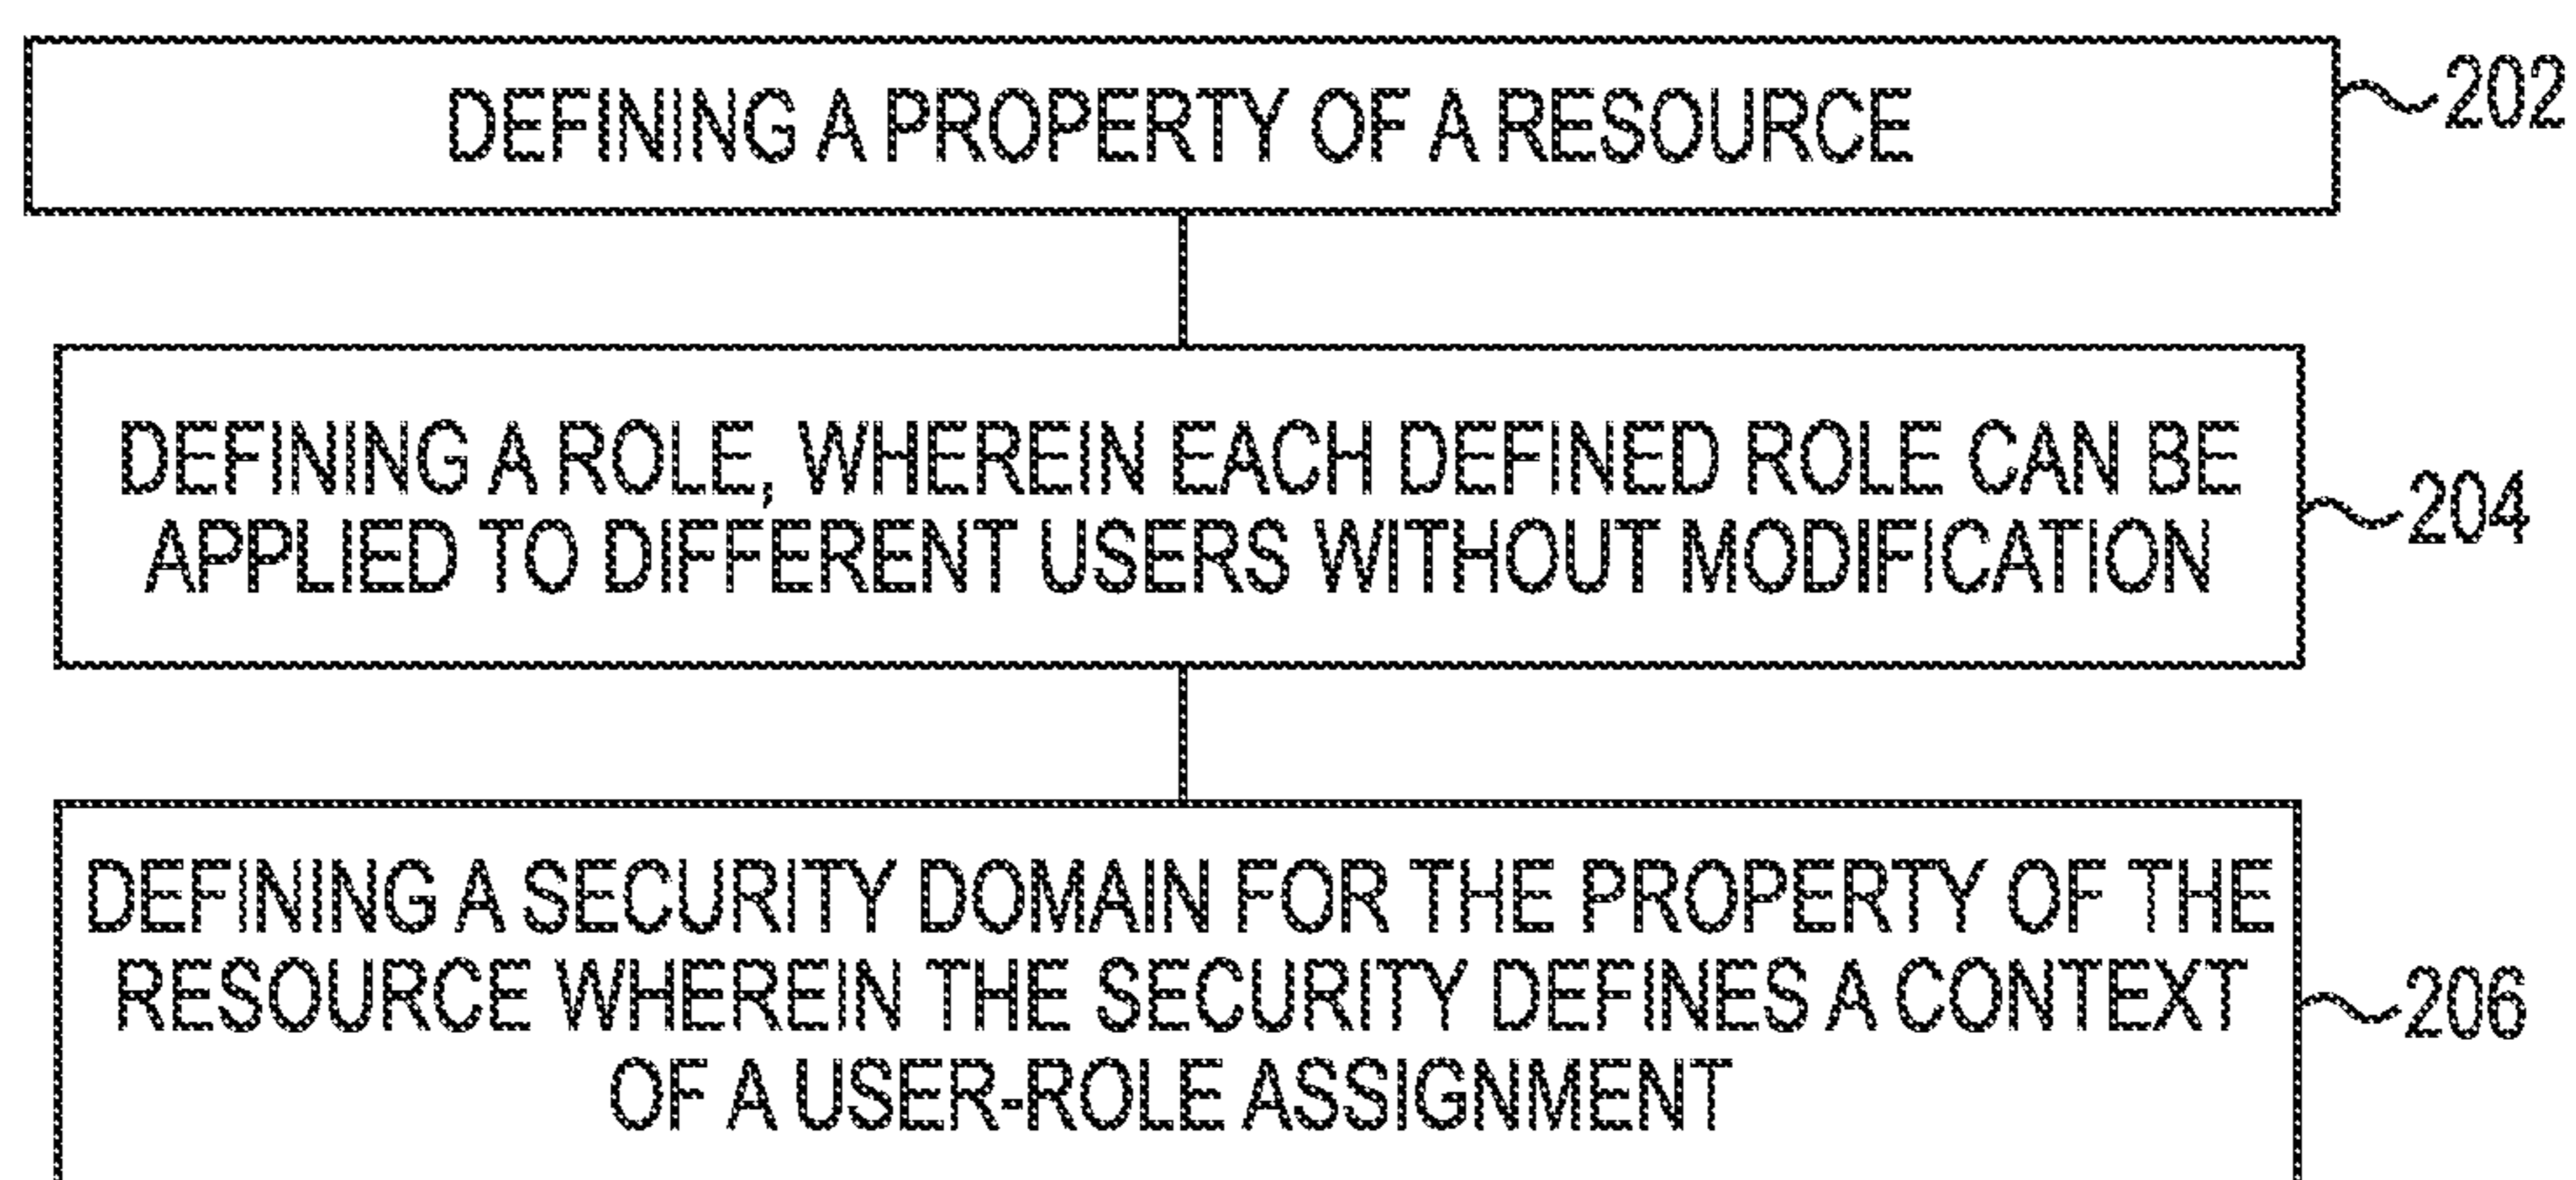 DEFINING A PROPERTY OF A RESOURCE
202
DEFINING A ROLE, WHEREIN EACH DEFINED ROLE CAN BE
APPLIED TO DIFFERENT USERS WITHOUT MODIFICATION
204
DEFINING A SECURITY DOMAIN FOR THE PROPERTY OF THE
RESOURCE WHEREIN THE SECURITY DEFINES A CONTEXT
OF A USER-ROLE ASSIGNMENT
206